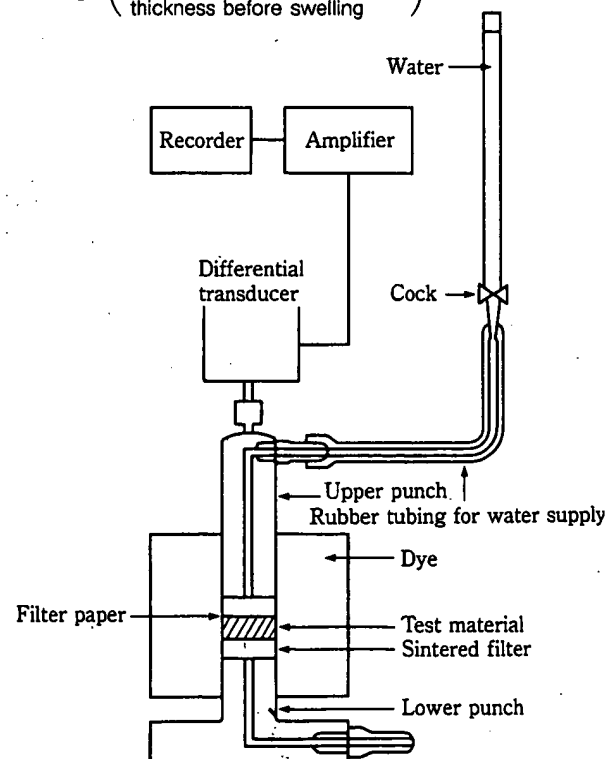 thickness before swelling
Water
Recorder
Amplifier
Differential
transducer
Cock
Upper punch
Rubber tubing for water supply
Dye
Filter paper
Test material
Sintered filter
Lower punch